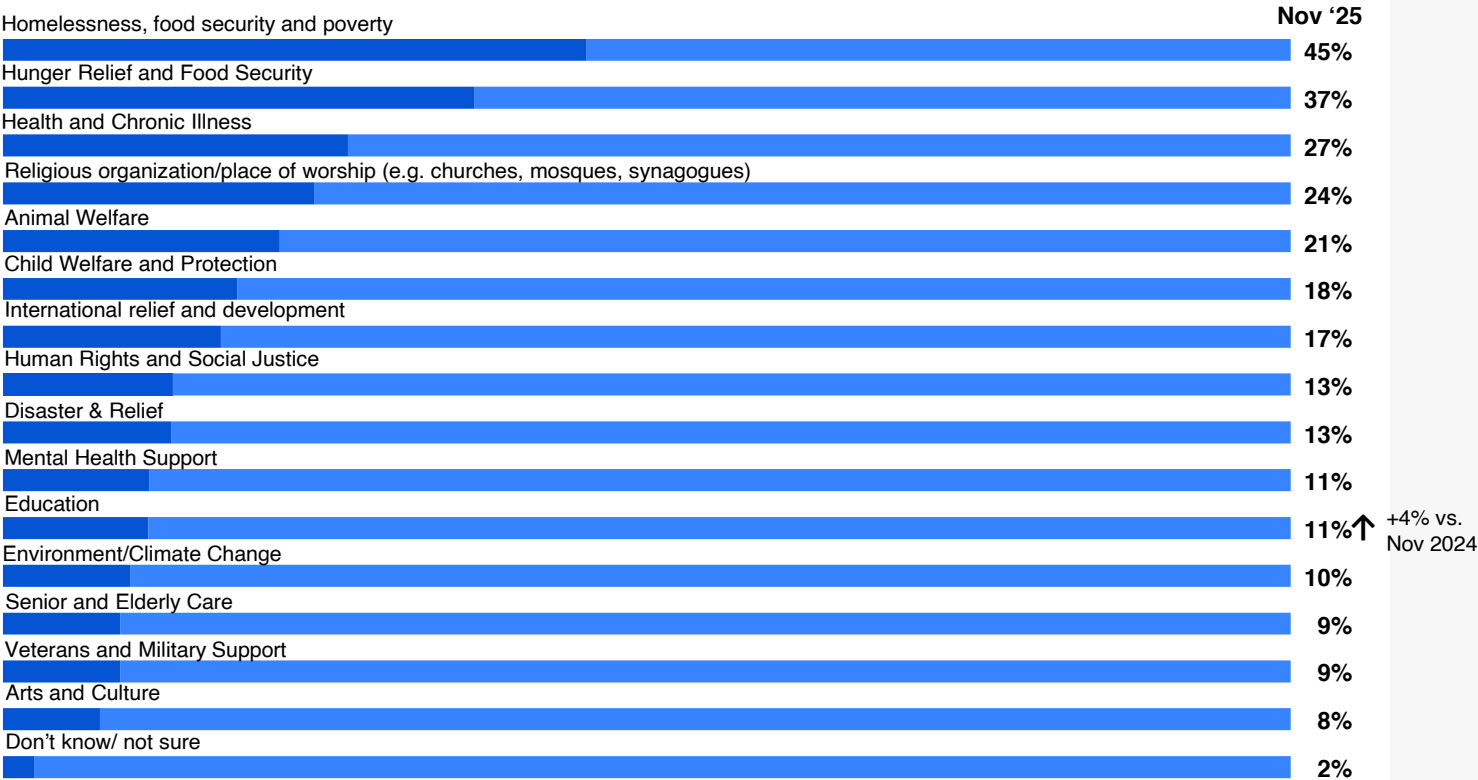 Nov ‘25
Homelessness, food security and poverty
45%
Hunger Relief and Food Security
37%
Health and Chronic Illness
27%
Religious organization/place of worship (e.g. churches, mosques, synagogues)
24%
Animal Welfare
21%
Child Welfare and Protection
18%
International relief and development
17%
Human Rights and Social Justice
13%
Disaster & Relief
13%
Mental Health Support
11%
Education
11%↑ +4% vs.
Nov 2024
Environment/Climate Change
10%
Senior and Elderly Care
9%
Veterans and Military Support
9%
Arts and Culture
8%
Don’t know/ not sure
2%